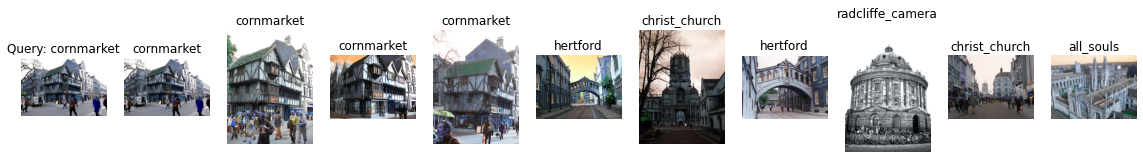 Query: cornmarket
cornmarket
cornmarket
cornmarket
cornmarket
hertford
christ_church
hertford
radcliffe_camera
christ_church
all_souls